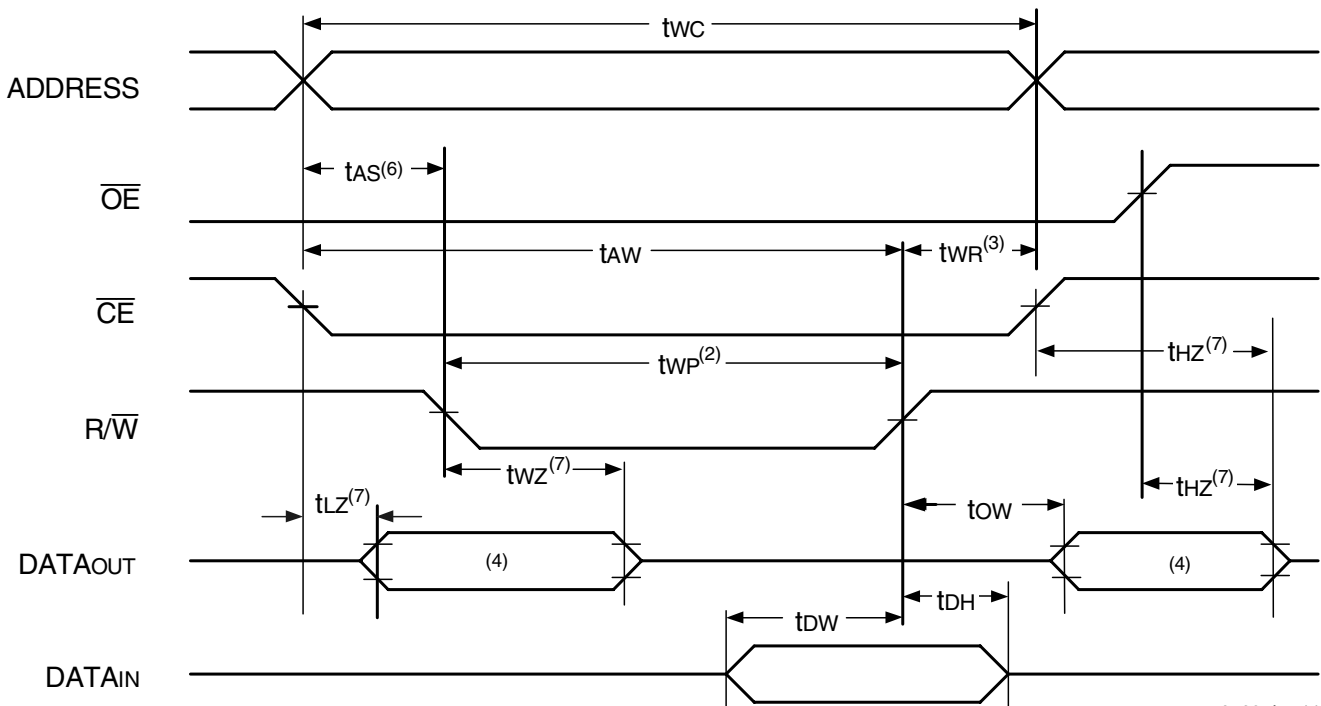 tWC
ADDRESS
tAS(6)
OE
tAW
tWR(3)
CE
tWP(2)
tHZ(7)
R/W
tWZ(7)
tHZ(7)
tLZ(7)
tOW
DATAOUT
(4)
(4)
tDH
tDW
DATAIN